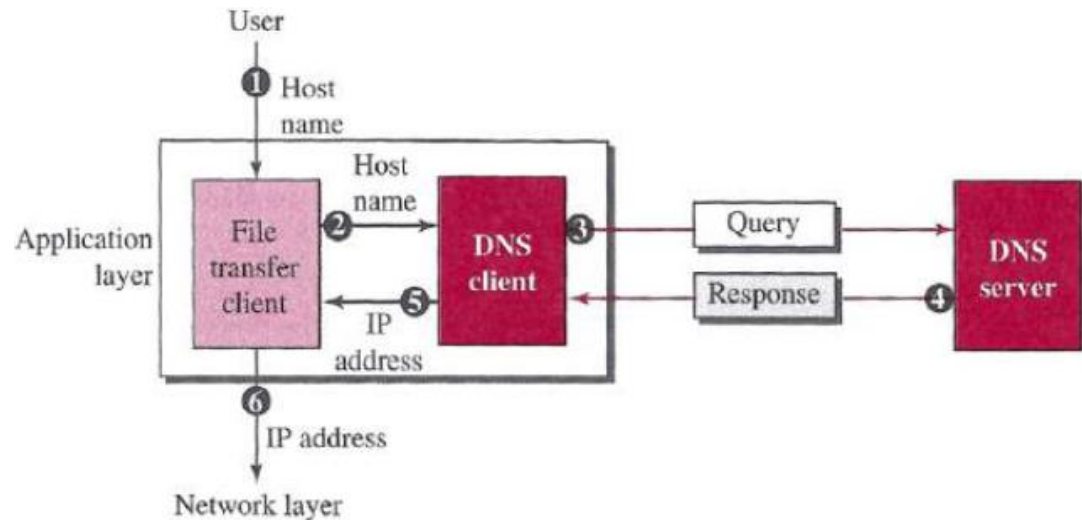 User
1
Host
name
Host
name
2
3
Application
layer
File
transfer
client
DNS
client
Query
Response
DNS
server
5
4
IP
address
6
IP address
Network layer